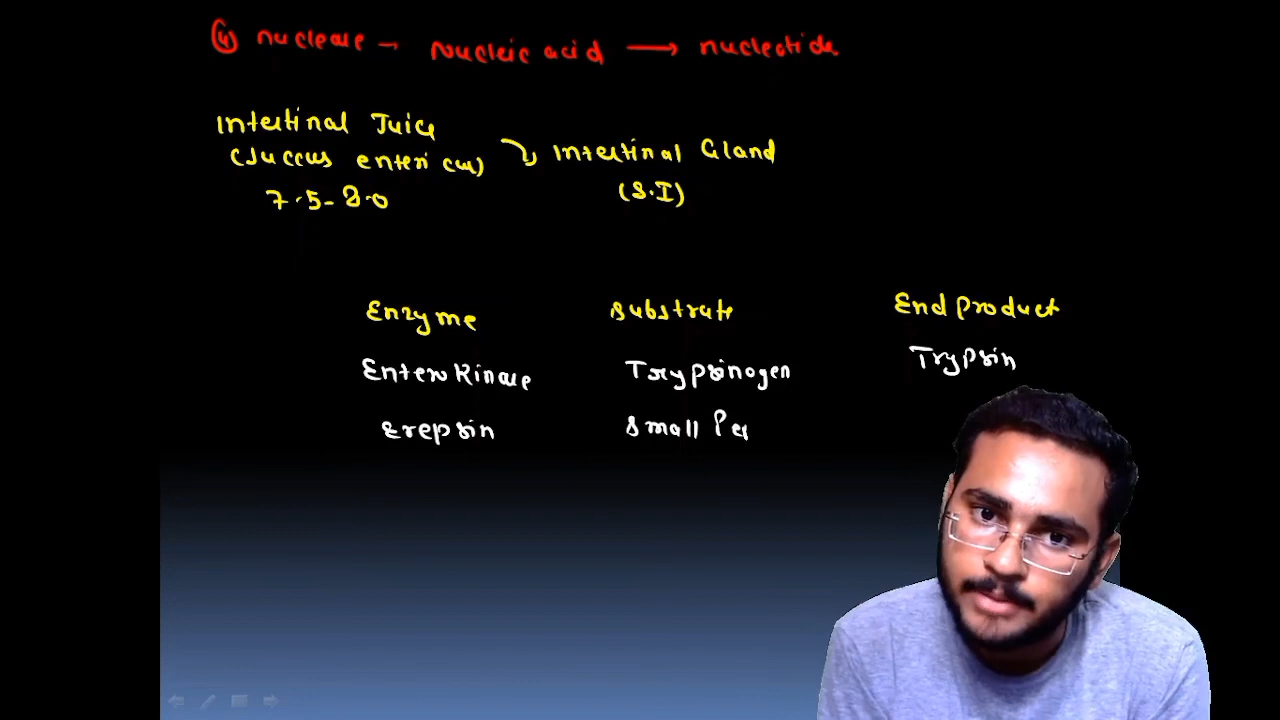 ④ nuclease → Nucleic acid → nucleotide
Intestinal Juice
(Succus entericus) → Intestinal Gland
7.5-8.0 (S.I)
Enzyme Substrate End product
Enterokinase Trypsinogen Trypsin
Erepsin Small Pep